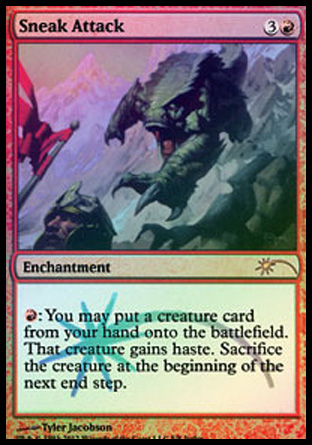 Sneak Attack 3
Enchantment
: You may put a creature card
from your hand onto the battlefield.
That creature gains haste. Sacrifice
the creature at the beginning of the
next end step.
Tyler Jacobson